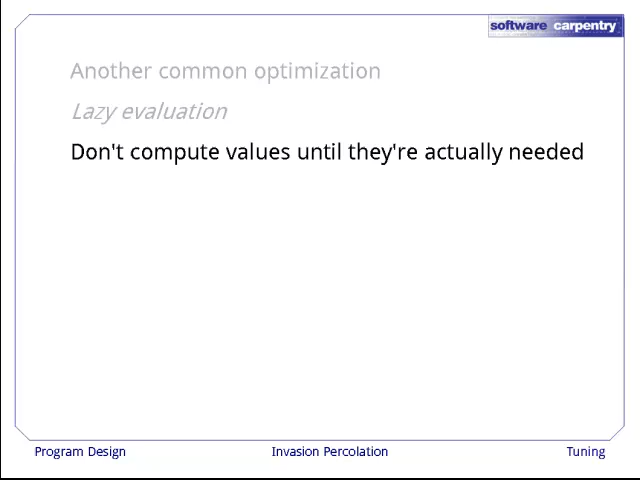 software carpentry
Another common optimization
Lazy evaluation
Don't compute values until they're actually needed
Program Design
Invasion Percolation
Tuning